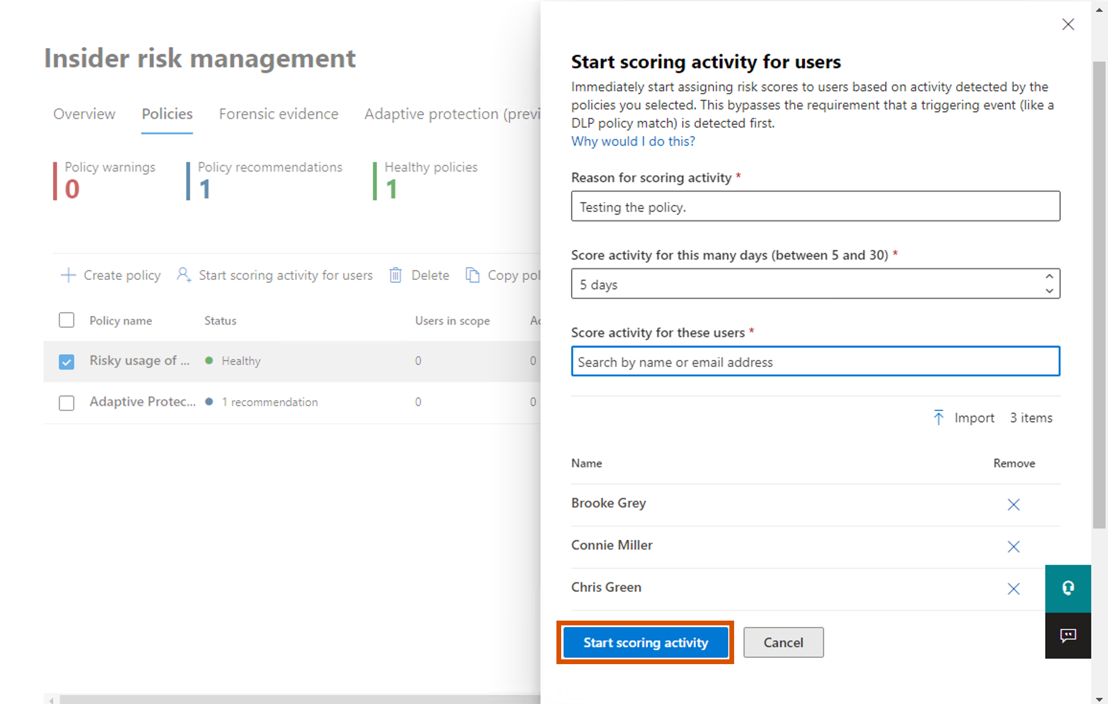 Insider risk management
Overview Policies Forensic evidence Adaptive protection (previ
Policy warnings Policy recommendations Healthy policies
0 1 1
Create policy Start scoring activity for users Delete Copy pol
Policy name Status Users in scope Ac
Risky usage of ... Healthy 0 0
Adaptive Protec... 1 recommendation 0 0
Start scoring activity for users
Immediately start assigning risk scores to users based on activity detected by the
policies you selected. This bypasses the requirement that a triggering event (like a
DLP policy match) is detected first.
Why would I do this?
Reason for scoring activity *
Testing the policy.
Score activity for this many days (between 5 and 30) *
5 days
Score activity for these users *
Search by name or email address
Import 3 items
Name Remove
Brooke Grey
Connie Miller
Chris Green
Start scoring activity Cancel